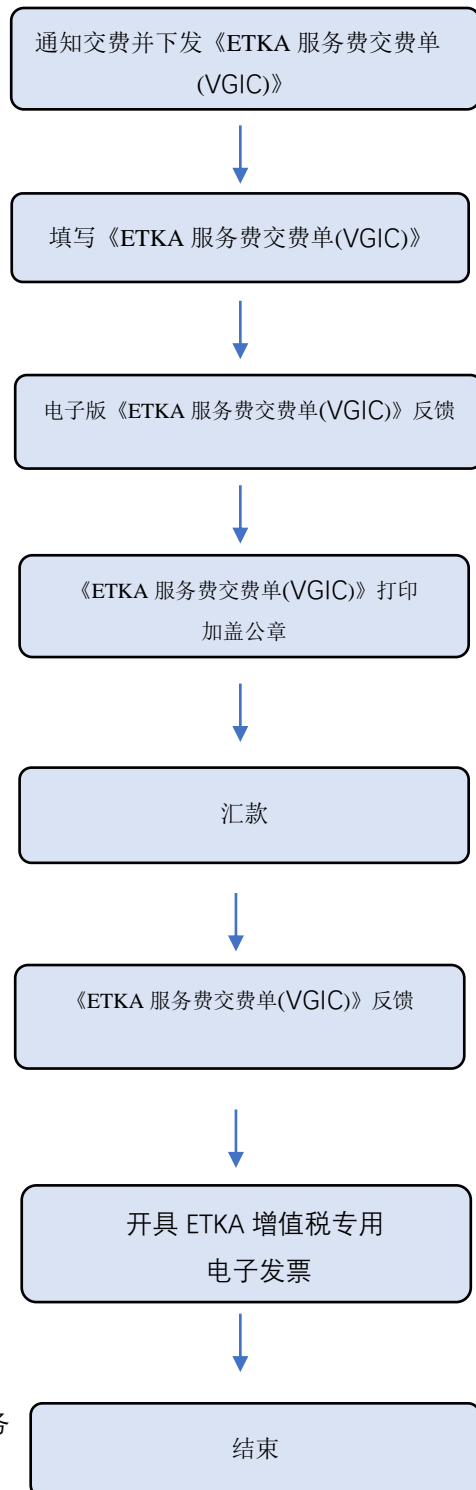 通知交费并下发《ETKA 服务费交费单
(VGIC)》
填写《ETKA 服务费交费单(VGIC)》
电子版《ETKA 服务费交费单(VGIC)》反馈
《ETKA 服务费交费单(VGIC)》打印
加盖公章
汇款
《ETKA 服务费交费单(VGIC)》反馈
开具 ETKA 增值税专用
电子发票
务
结束